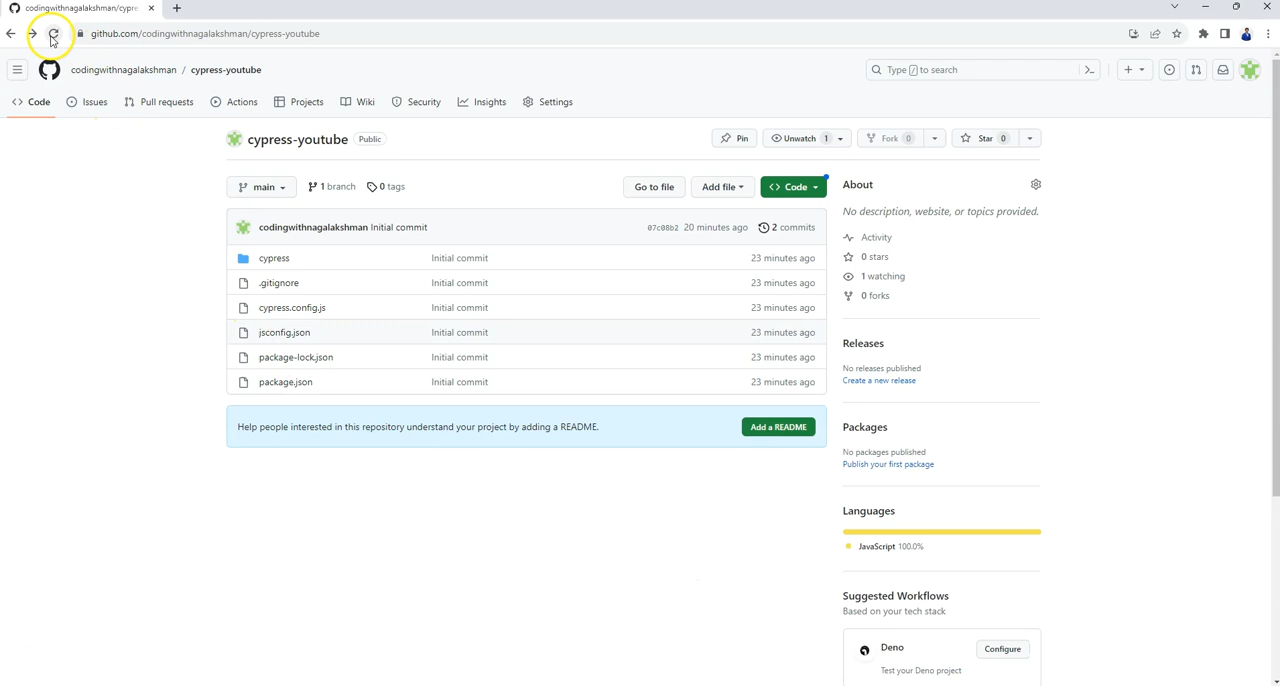 codingwithnagalakshman/cypre
github.com/codingwithnagalakshman/cypress-youtube
codingwithnagalakshman / cypress-youtube
Type / to search
Code Issues Pull requests Actions Projects Wiki Security Insights Settings
cypress-youtube Public
Pin Unwatch 1 Fork 0 Star 0
main 1 branch 0 tags Go to file Add file Code
About
No description, website, or topics provided.
codingwithnagalakshman Initial commit 07c08b2 20 minutes ago 2 commits
Activity
cypress Initial commit 23 minutes ago
0 stars
.gitignore Initial commit 23 minutes ago
1 watching
cypress.config.js Initial commit 23 minutes ago
0 forks
jsconfig.json Initial commit 23 minutes ago
Releases
package-lock.json Initial commit 23 minutes ago
No releases published
package.json Initial commit 23 minutes ago
Create a new release
Help people interested in this repository understand your project by adding a README. Add a README
Packages
No packages published
Publish your first package
Languages
JavaScript 100.0%
Suggested Workflows
Based on your tech stack
Deno Configure
Test your Deno project